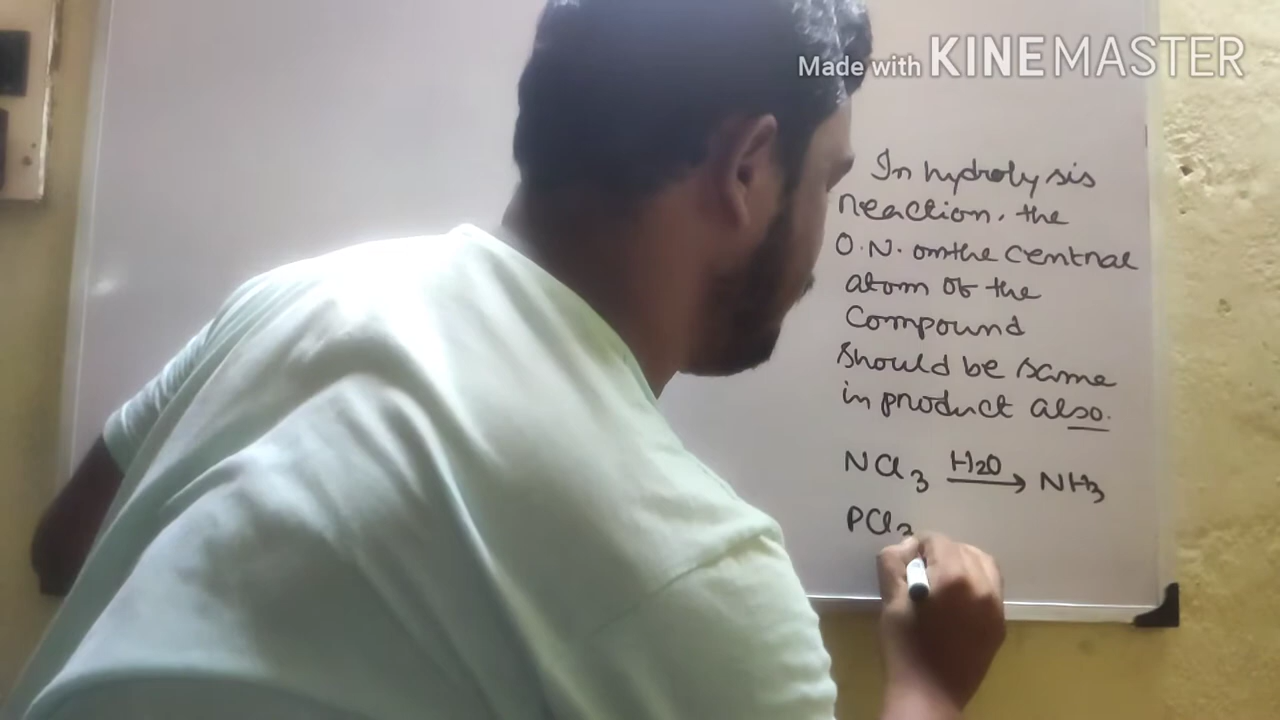 Made with KINEMASTER
In hydrolysis
reaction, the
O.N. on the central
atom of the
Compound
should be same
in product also.
NCl3 H2O → NH3
PCl3